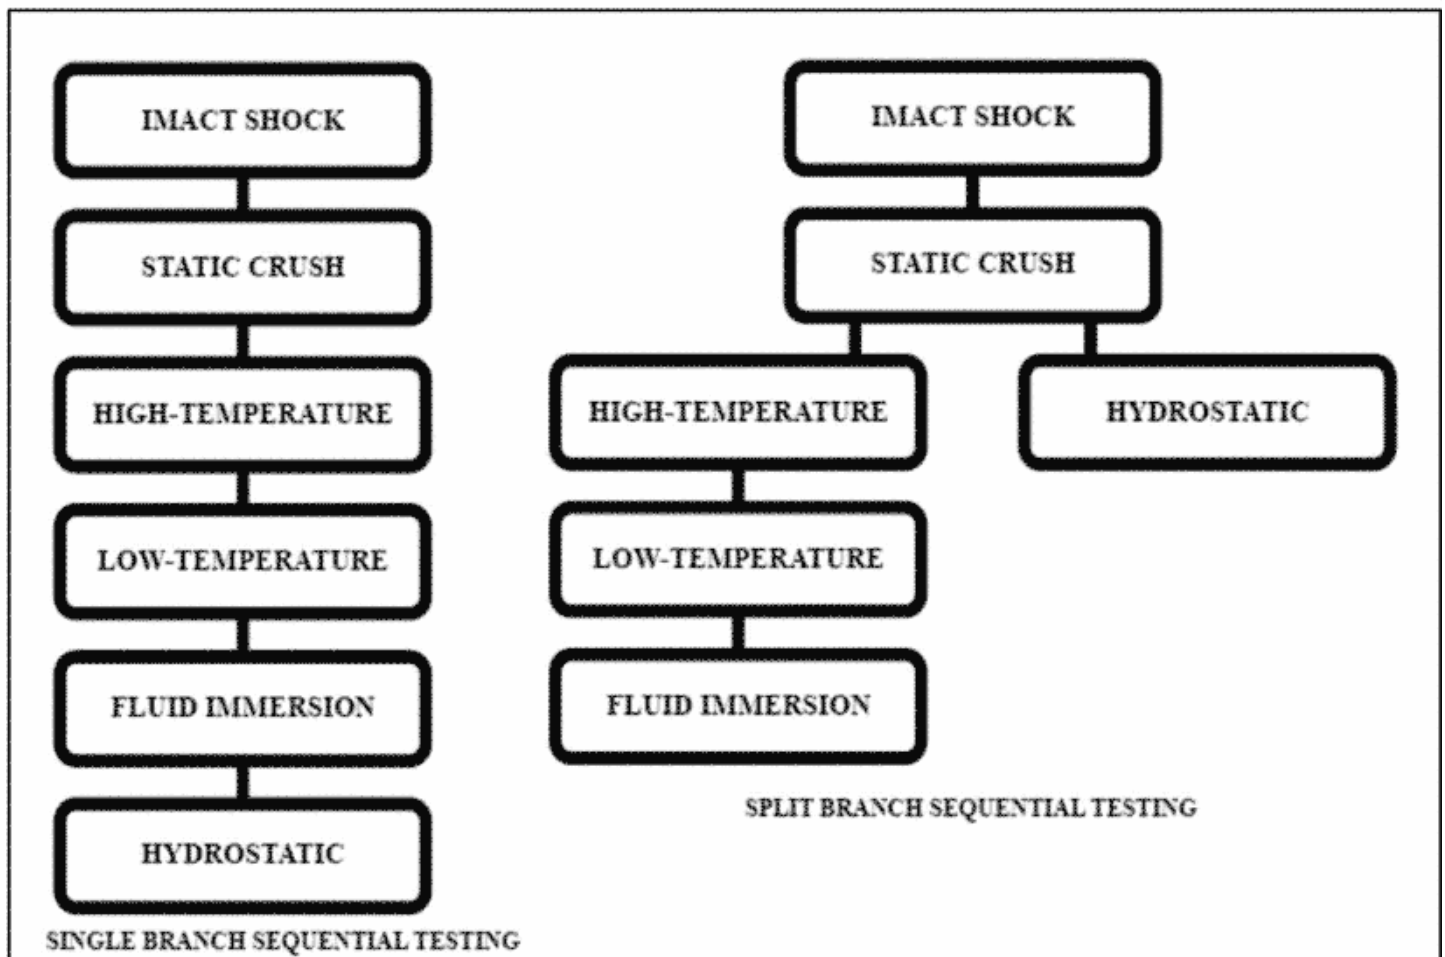 IMACT SHOCK
STATIC CRUSH
HIGH-TEMPERATURE
LOW-TEMPERATURE
FLUID IMMERSION
HYDROSTATIC
SINGLE BRANCH SEQUENTIAL TESTING
IMACT SHOCK
STATIC CRUSH
HIGH-TEMPERATURE
HYDROSTATIC
LOW-TEMPERATURE
FLUID IMMERSION
SPLIT BRANCH SEQUENTIAL TESTING